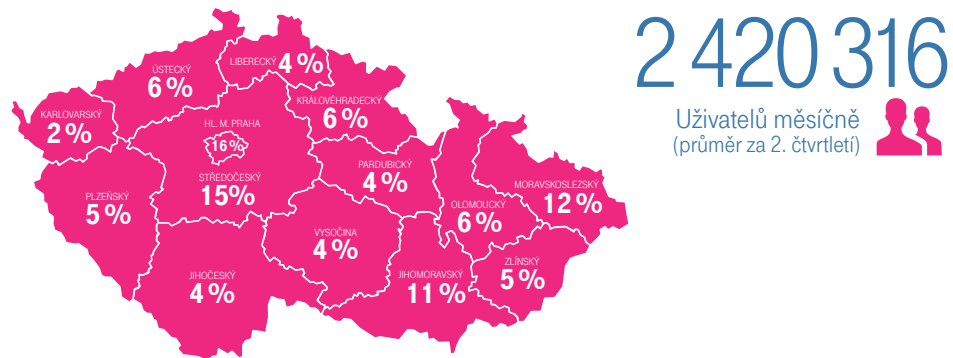 2 420 316
Uživatelů měsíčně
(průměr za 2. čtvrtletí)
LIBERECKÝ 4 %
ÚSTECKÝ
6 %
KARLOVARSKÝ
2 %
KRÁLOVÉHRADECKÝ
6 %
HL. M. PRAHA
16 %
STŘEDOČESKÝ
15 %
PARDUBICKÝ
4 %
PLZEŇSKÝ
5 %
MORAVSKOSLEZSKÝ
12 %
OLOMOUCKÝ
6 %
VYSOČINA
4 %
ZLÍNSKÝ
5 %
JIHOČESKÝ
4 %
JIHOMORAVSKÝ
11 %